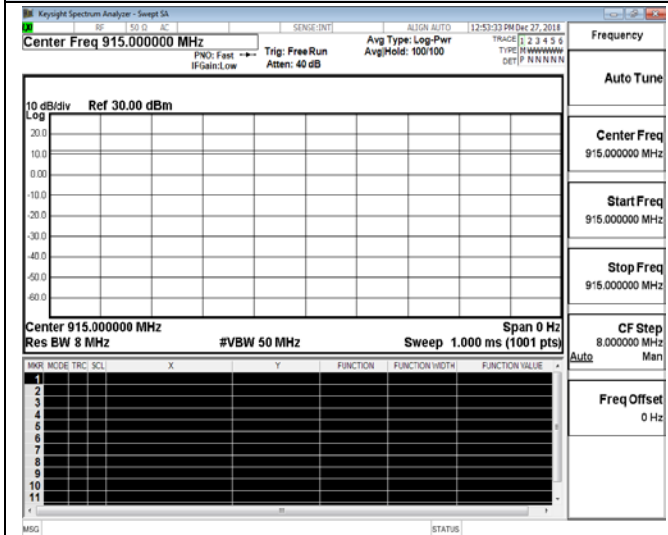 Keysight Spectrum Analyzer - Swept SA
RF 50 Ω AC SENSE:INT ALIGN AUTO 12:53:33 PM Dec 27, 2018
Center Freq 915.000000 MHz
PNO: Fast
IFGain:Low
Trig: Free Run
Atten: 40 dB
Avg Type: Log-Pwr
Avg|Hold: 100/100
TRACE 1 2 3 4 5 6
TYPE M W W W W W
DET P N N N N N
Frequency
Auto Tune
10 dB/div Ref 30.00 dBm
Log
20.0
10.0
0.00
-10.0
-20.0
-30.0
-40.0
-50.0
-60.0
Center 915.000000 MHz Span 0 Hz
Res BW 8 MHz #VBW 50 MHz Sweep 1.000 ms (1001 pts)
Center Freq
915.000000 MHz
Start Freq
915.000000 MHz
Stop Freq
915.000000 MHz
CF Step
8.000000 MHz
Auto Man
Freq Offset
0 Hz
MKR MODE TRC SCL X Y FUNCTION FUNCTION WIDTH FUNCTION VALUE
1
2
3
4
5
6
7
8
9
10
11
MSG STATUS